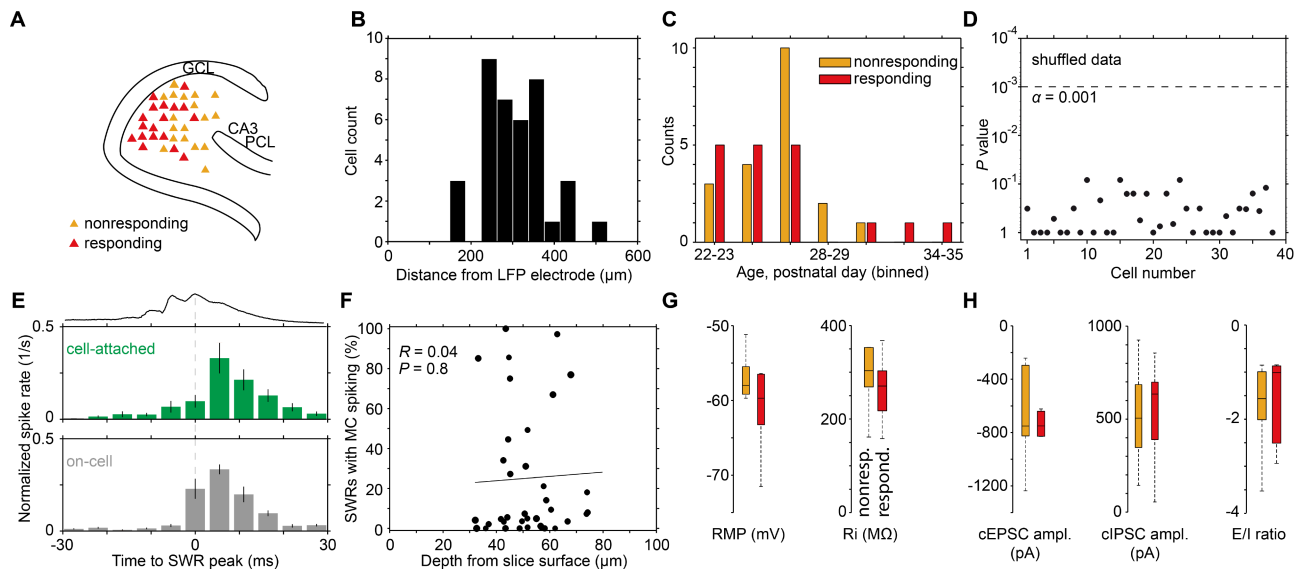 A
GCL
CA3
PCL
nonresponding
responding
B
10
8
6
4
2
0
Cell count
0
200
400
600
Distance from LFP electrode (μm)
C
10
5
0
Counts
nonresponding
responding
22-23
28-29
34-35
Age, postnatal day (binned)
D
10-4
10-3
10-2
10-1
1
P value
shuffled data
α = 0.001
1
10
20
30
40
Cell number
E
Normalized spike rate (1/s)
0.5
cell-attached
0
0.5
on-cell
0
-30
0
30
Time to SWR peak (ms)
F
100
80
60
40
20
0
SWRs with MC spiking (%)
R = 0.04
P = 0.8
0
20
40
60
80
100
Depth from slice surface (μm)
G
-50
-60
-70
RMP (mV)
400
200
0
nonresp.
respond.
Ri (MΩ)
H
0
-400
-800
-1200
cEPSC ampl.
(pA)
1000
500
0
cIPSC ampl.
(pA)
0
-2
-4
E/I ratio